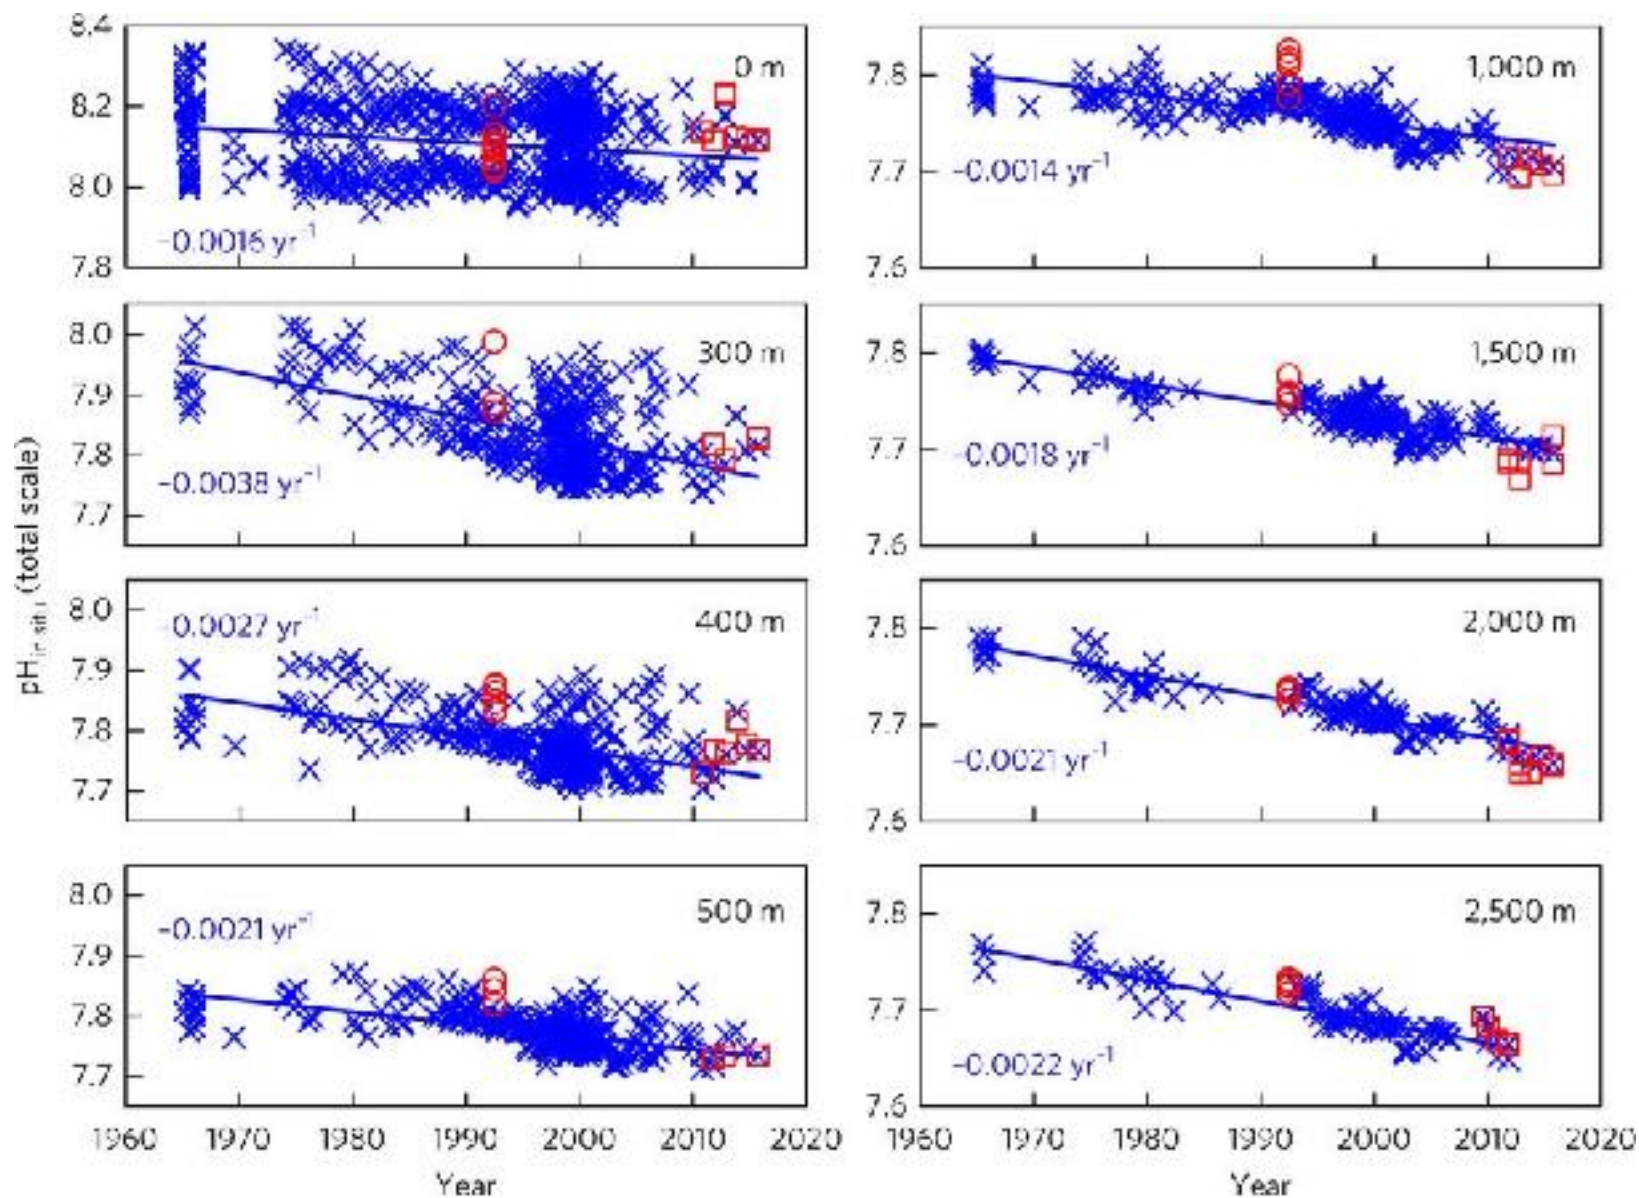 pH in situ (total scale)
8.4
8.2
8.0
7.8
0 m
-0.0016 yr⁻¹
8.0
7.9
7.8
7.7
300 m
-0.0038 yr⁻¹
8.0
7.9
7.8
7.7
400 m
-0.0027 yr⁻¹
8.0
7.9
7.8
7.7
500 m
-0.0021 yr⁻¹
1960 1970 1980 1990 2000 2010 2020
Year
7.8
7.7
7.6
1,000 m
-0.0014 yr⁻¹
7.8
7.7
7.6
1,500 m
-0.0018 yr⁻¹
7.8
7.7
7.6
2,000 m
-0.0021 yr⁻¹
7.8
7.7
7.6
2,500 m
-0.0022 yr⁻¹
1960 1970 1980 1990 2000 2010 2020
Year